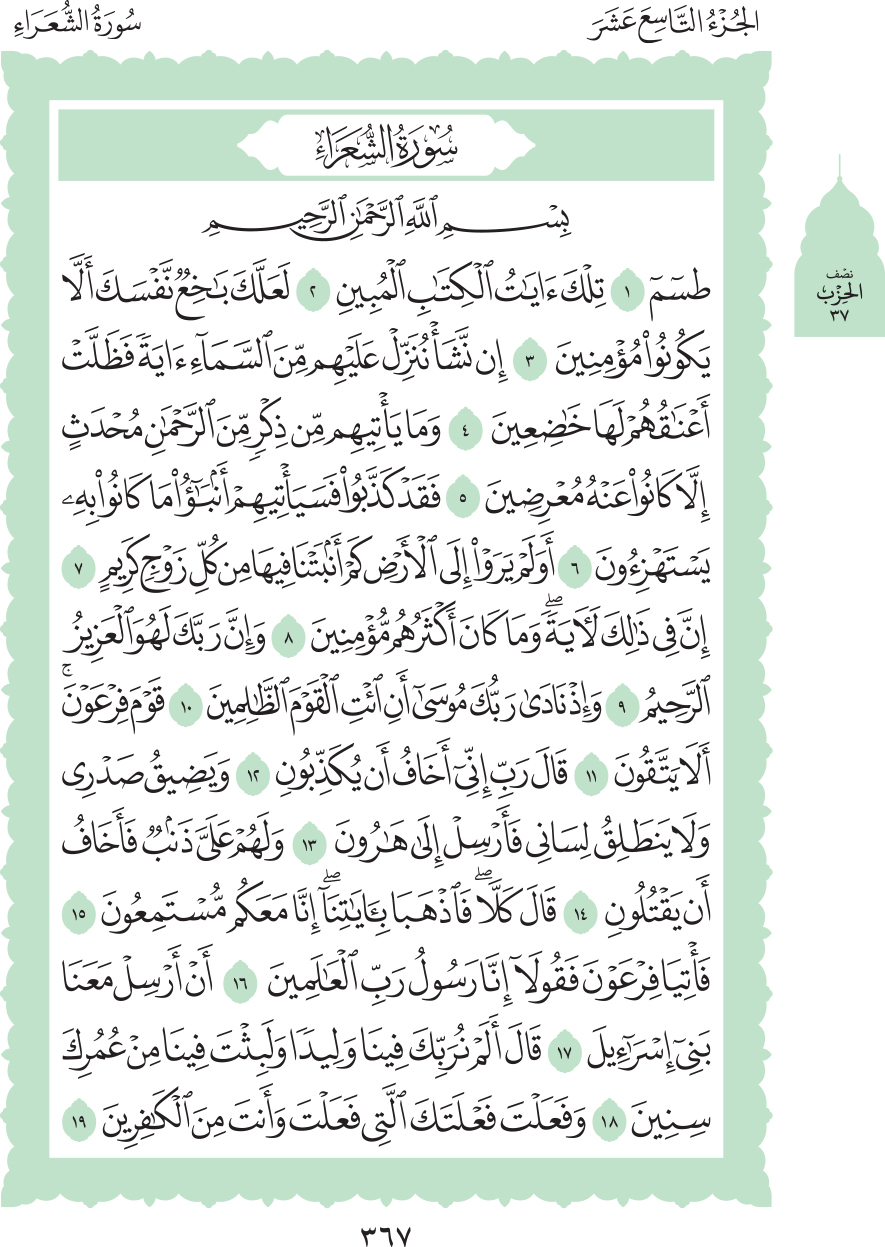 الجُزْءُ التَّاسِعَ عَشَرَ
سُورَةُ الشُّعَرَاءِ
سُورَةُ الشُّعَرَاءِ
نصْف
الحِزْب
٣٧
بِسْمِ ٱللَّهِ ٱلرَّحْمَٰنِ ٱلرَّحِيمِ
طسٓمٓ ١ تِلْكَ ءَايَٰتُ ٱلْكِتَٰبِ ٱلْمُبِينِ ٢ لَعَلَّكَ بَٰخِعٌ نَّفْسَكَ أَلَّا
يَكُونُوا۟ مُؤْمِنِينَ ٣ إِن نَّشَأْ نُنَزِّلْ عَلَيْهِم مِّنَ ٱلسَّمَآءِ ءَايَةً فَظَلَّتْ
أَعْنَٰقُهُمْ لَهَا خَٰضِعِينَ ٤ وَمَا يَأْتِيهِم مِّن ذِكْرٍ مِّنَ ٱلرَّحْمَٰنِ مُحْدَثٍ
إِلَّا كَانُوا۟ عَنْهُ مُعْرِضِينَ ٥ فَقَدْ كَذَّبُوا۟ فَسَيَأْتِيهِمْ أَنۢبَٰٓؤُا۟ مَا كَانُوا۟ بِهِۦ
يَسْتَهْزِءُونَ ٦ أَوَلَمْ يَرَوْا۟ إِلَى ٱلْأَرْضِ كَمْ أَنۢبَتْنَا فِيهَا مِن كُلِّ زَوْجٍ كَرِيمٍ ٧
إِنَّ فِى ذَٰلِكَ لَءَايَةً ۖ وَمَا كَانَ أَكْثَرُهُم مُّؤْمِنِينَ ٨ وَإِنَّ رَبَّكَ لَهُوَ ٱلْعَزِيزُ
ٱلرَّحِيمُ ٩ وَإِذْ نَادَىٰ رَبُّكَ مُوسَىٰٓ أَنِ ٱئْتِ ٱلْقَوْمَ ٱلظَّٰلِمِينَ ١٠ قَوْمَ فِرْعَوْنَ ۚ
أَلَا يَتَّقُونَ ١١ قَالَ رَبِّ إِنِّىٓ أَخَافُ أَن يُكَذِّبُونِ ١٢ وَيَضِيقُ صَدْرِى
وَلَا يَنطَلِقُ لِسَانِى فَأَرْسِلْ إِلَىٰ هَٰرُونَ ١٣ وَلَهُمْ عَلَىَّ ذَنۢبٌ فَأَخَافُ
أَن يَقْتُلُونِ ١٤ قَالَ كَلَّا ۖ فَٱذْهَبَا بِـَٔايَٰتِنَآ ۖ إِنَّا مَعَكُم مُّسْتَمِعُونَ ١٥
فَأْتِيَا فِرْعَوْنَ فَقُولَآ إِنَّا رَسُولُ رَبِّ ٱلْعَٰلَمِينَ ١٦ أَنْ أَرْسِلْ مَعَنَا
بَنِىٓ إِسْرَٰٓءِيلَ ١٧ قَالَ أَلَمْ نُرَبِّكَ فِينَا وَلِيدًا وَلَبِثْتَ فِينَا مِنْ عُمُرِكَ
سِنِينَ ١٨ وَفَعَلْتَ فَعْلَتَكَ ٱلَّتِى فَعَلْتَ وَأَنتَ مِنَ ٱلْكَٰفِرِينَ ١٩
٣٦٧